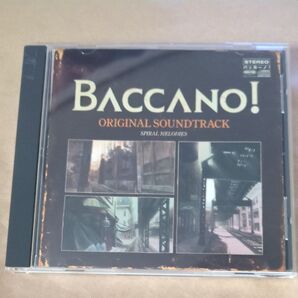 STEREO
BACCANO!
ORIGINAL SOUNDTRACK
SPIRAL MELODIES